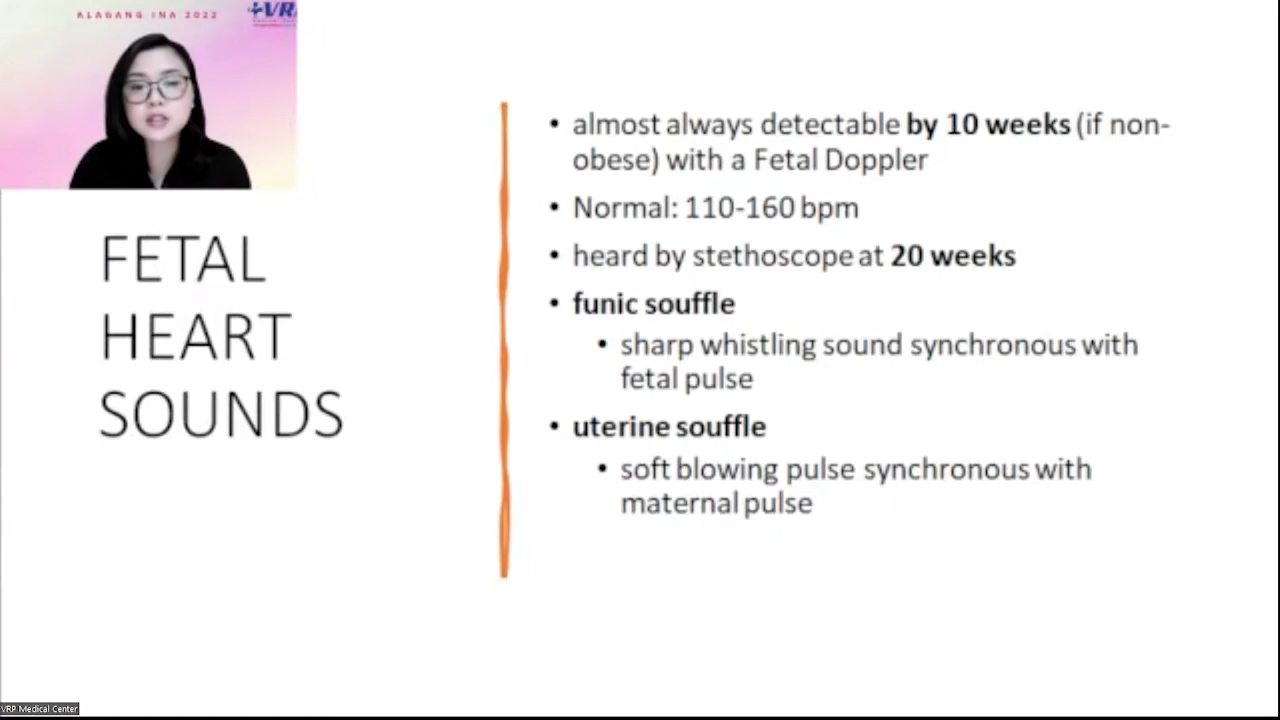 ALAGANG INA 2022
VR
FETAL
HEART
SOUNDS
• almost always detectable by 10 weeks (if non-
obese) with a Fetal Doppler
• Normal: 110-160 bpm
• heard by stethoscope at 20 weeks
• funic souffle
• sharp whistling sound synchronous with
fetal pulse
• uterine souffle
• soft blowing pulse synchronous with
maternal pulse
VRP Medical Center